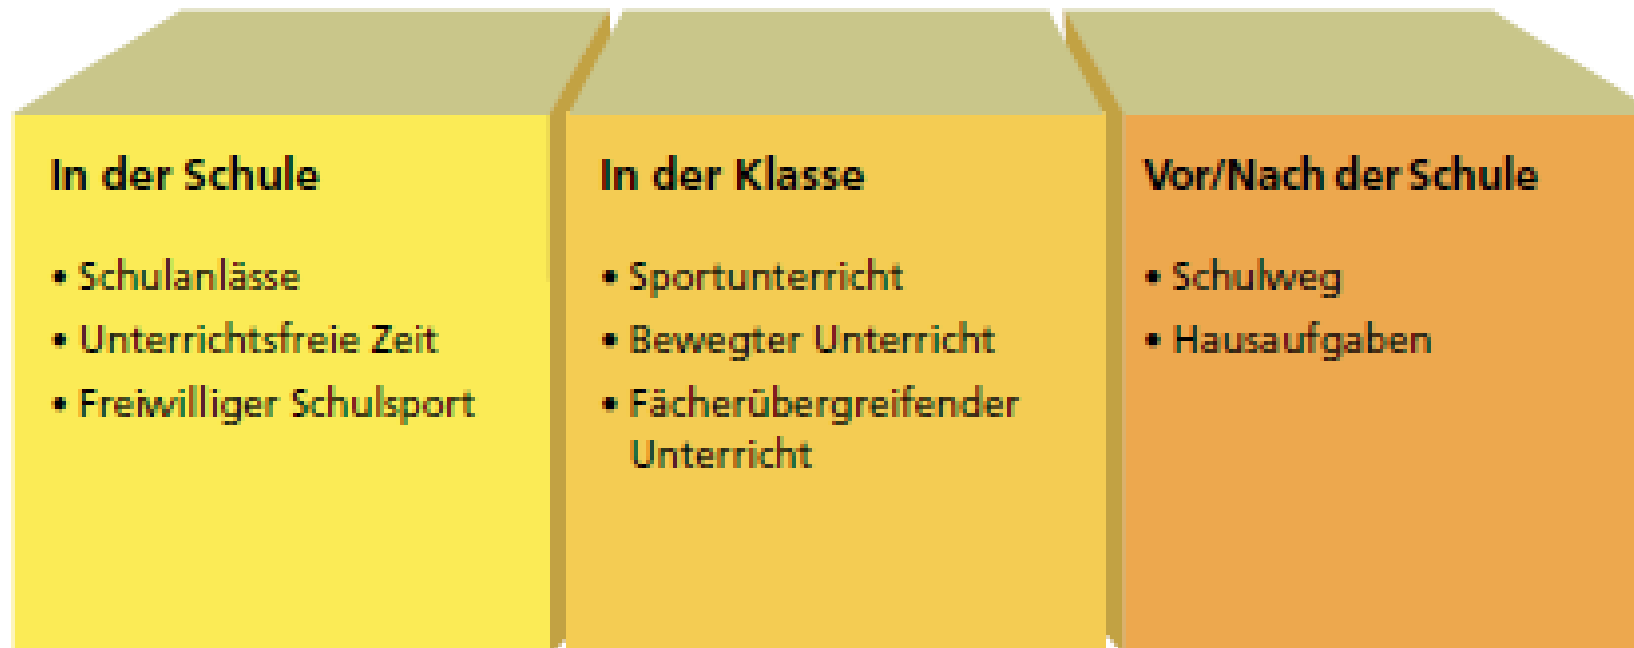 In der Schule
• Schulanlässe
• Unterrichtsfreie Zeit
• Freiwilliger Schulsport
In der Klasse
• Sportunterricht
• Bewegter Unterricht
• Fächerübergreifender
Unterricht
Vor/Nach der Schule
• Schulweg
• Hausaufgaben